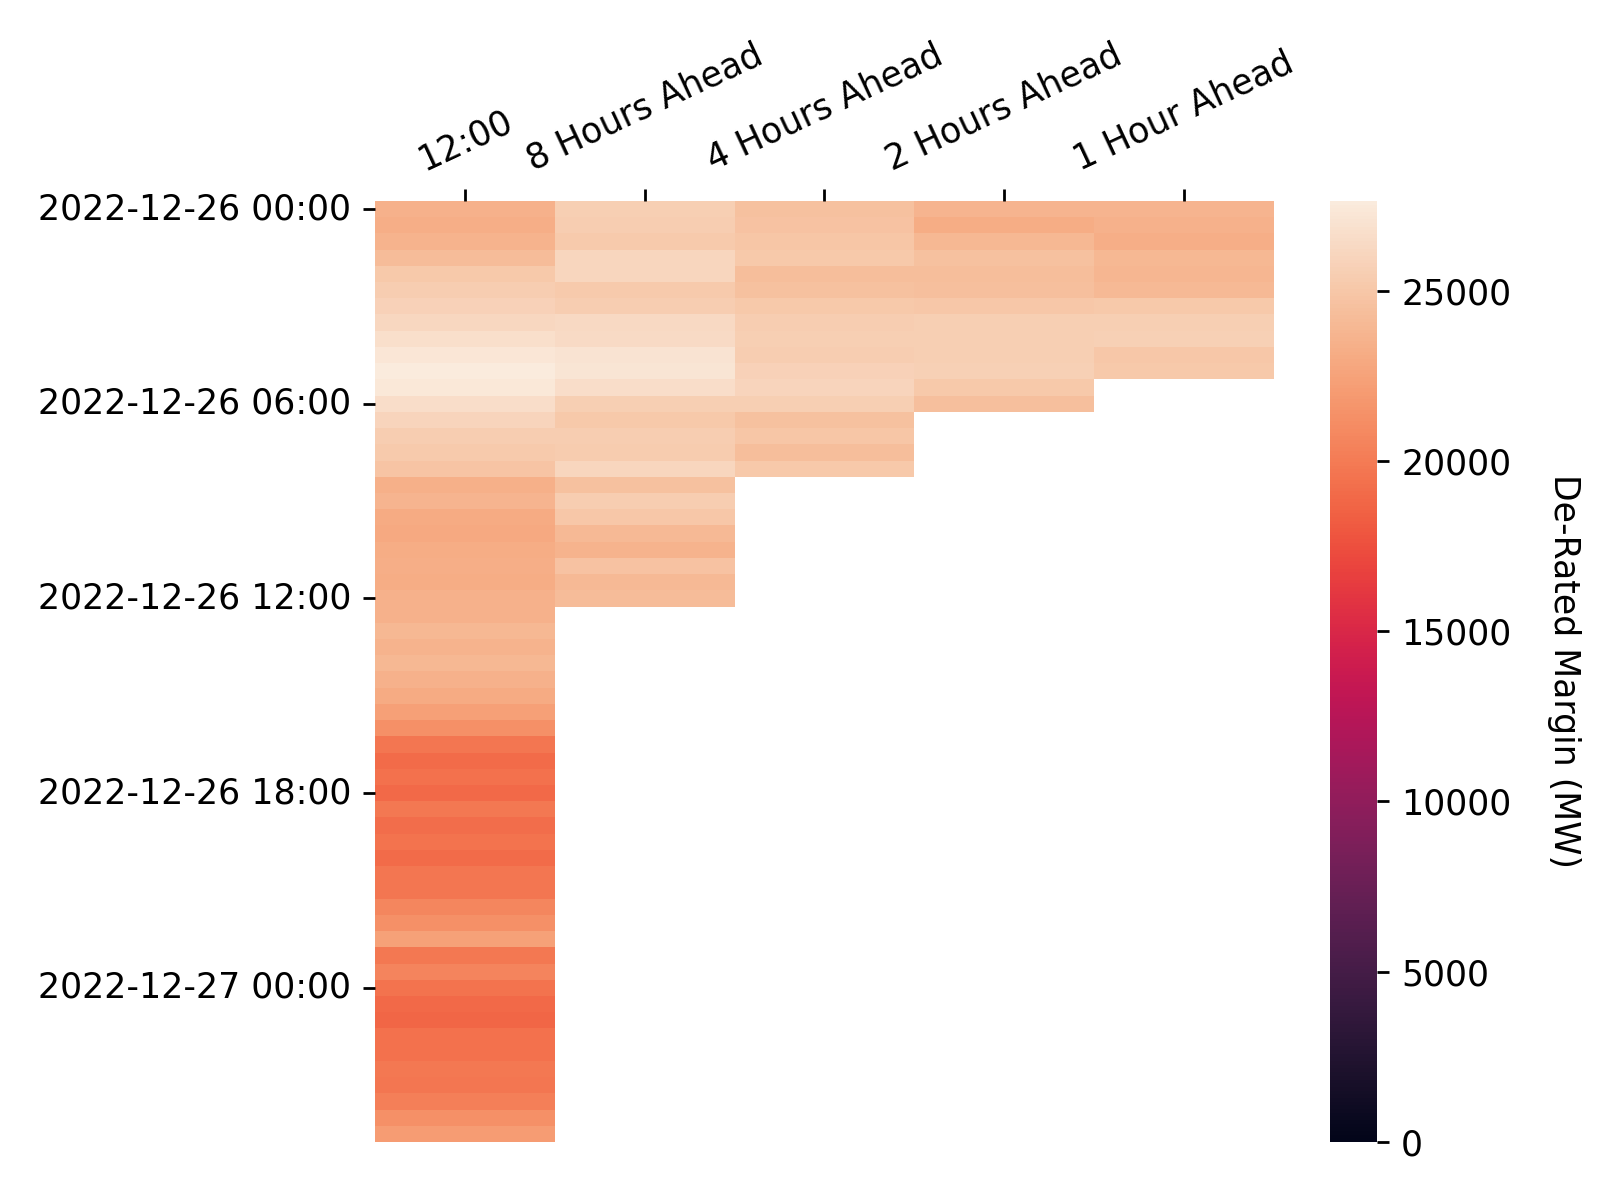 12:00
8 Hours Ahead
4 Hours Ahead
2 Hours Ahead
1 Hour Ahead
2022-12-26 00:00
2022-12-26 06:00
2022-12-26 12:00
2022-12-26 18:00
2022-12-27 00:00
25000
20000
15000
10000
5000
0
De-Rated Margin (MW)